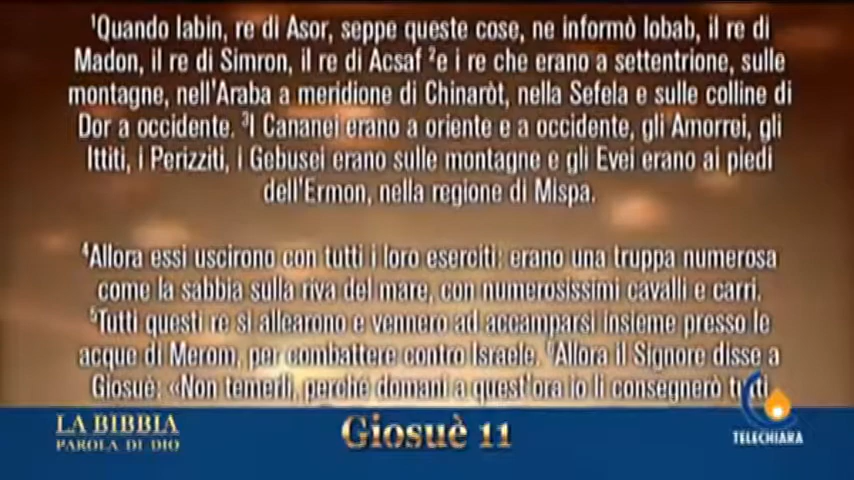 ¹Quando Iabin, re di Asor, seppe queste cose, ne informò Iobab, il re di
Madon, il re di Simron, il re di Acsaf ²e i re che erano a settentrione, sulle
montagne, nell'Araba a meridione di Chinaròt, nella Sefela e sulle colline di
Dor a occidente. ³I Cananei erano a oriente e a occidente, gli Amorrei, gli
Ittiti, i Perizziti, i Gebusei erano sulle montagne e gli Evei erano ai piedi
dell'Ermon, nella regione di Mispa.
⁴Allora essi uscirono con tutti i loro eserciti: erano una truppa numerosa
come la sabbia sulla riva del mare, con numerosissimi cavalli e carri.
⁵Tutti questi re si allearono e vennero ad accamparsi insieme presso le
acque di Merom, per combattere contro Israele. ⁶Allora il Signore disse a
Giosuè: «Non temerli, perché domani a quest'ora io li consegnerò tutti
LA BIBBIA
PAROLA DI DIO
Giosuè 11
TELECHIARA